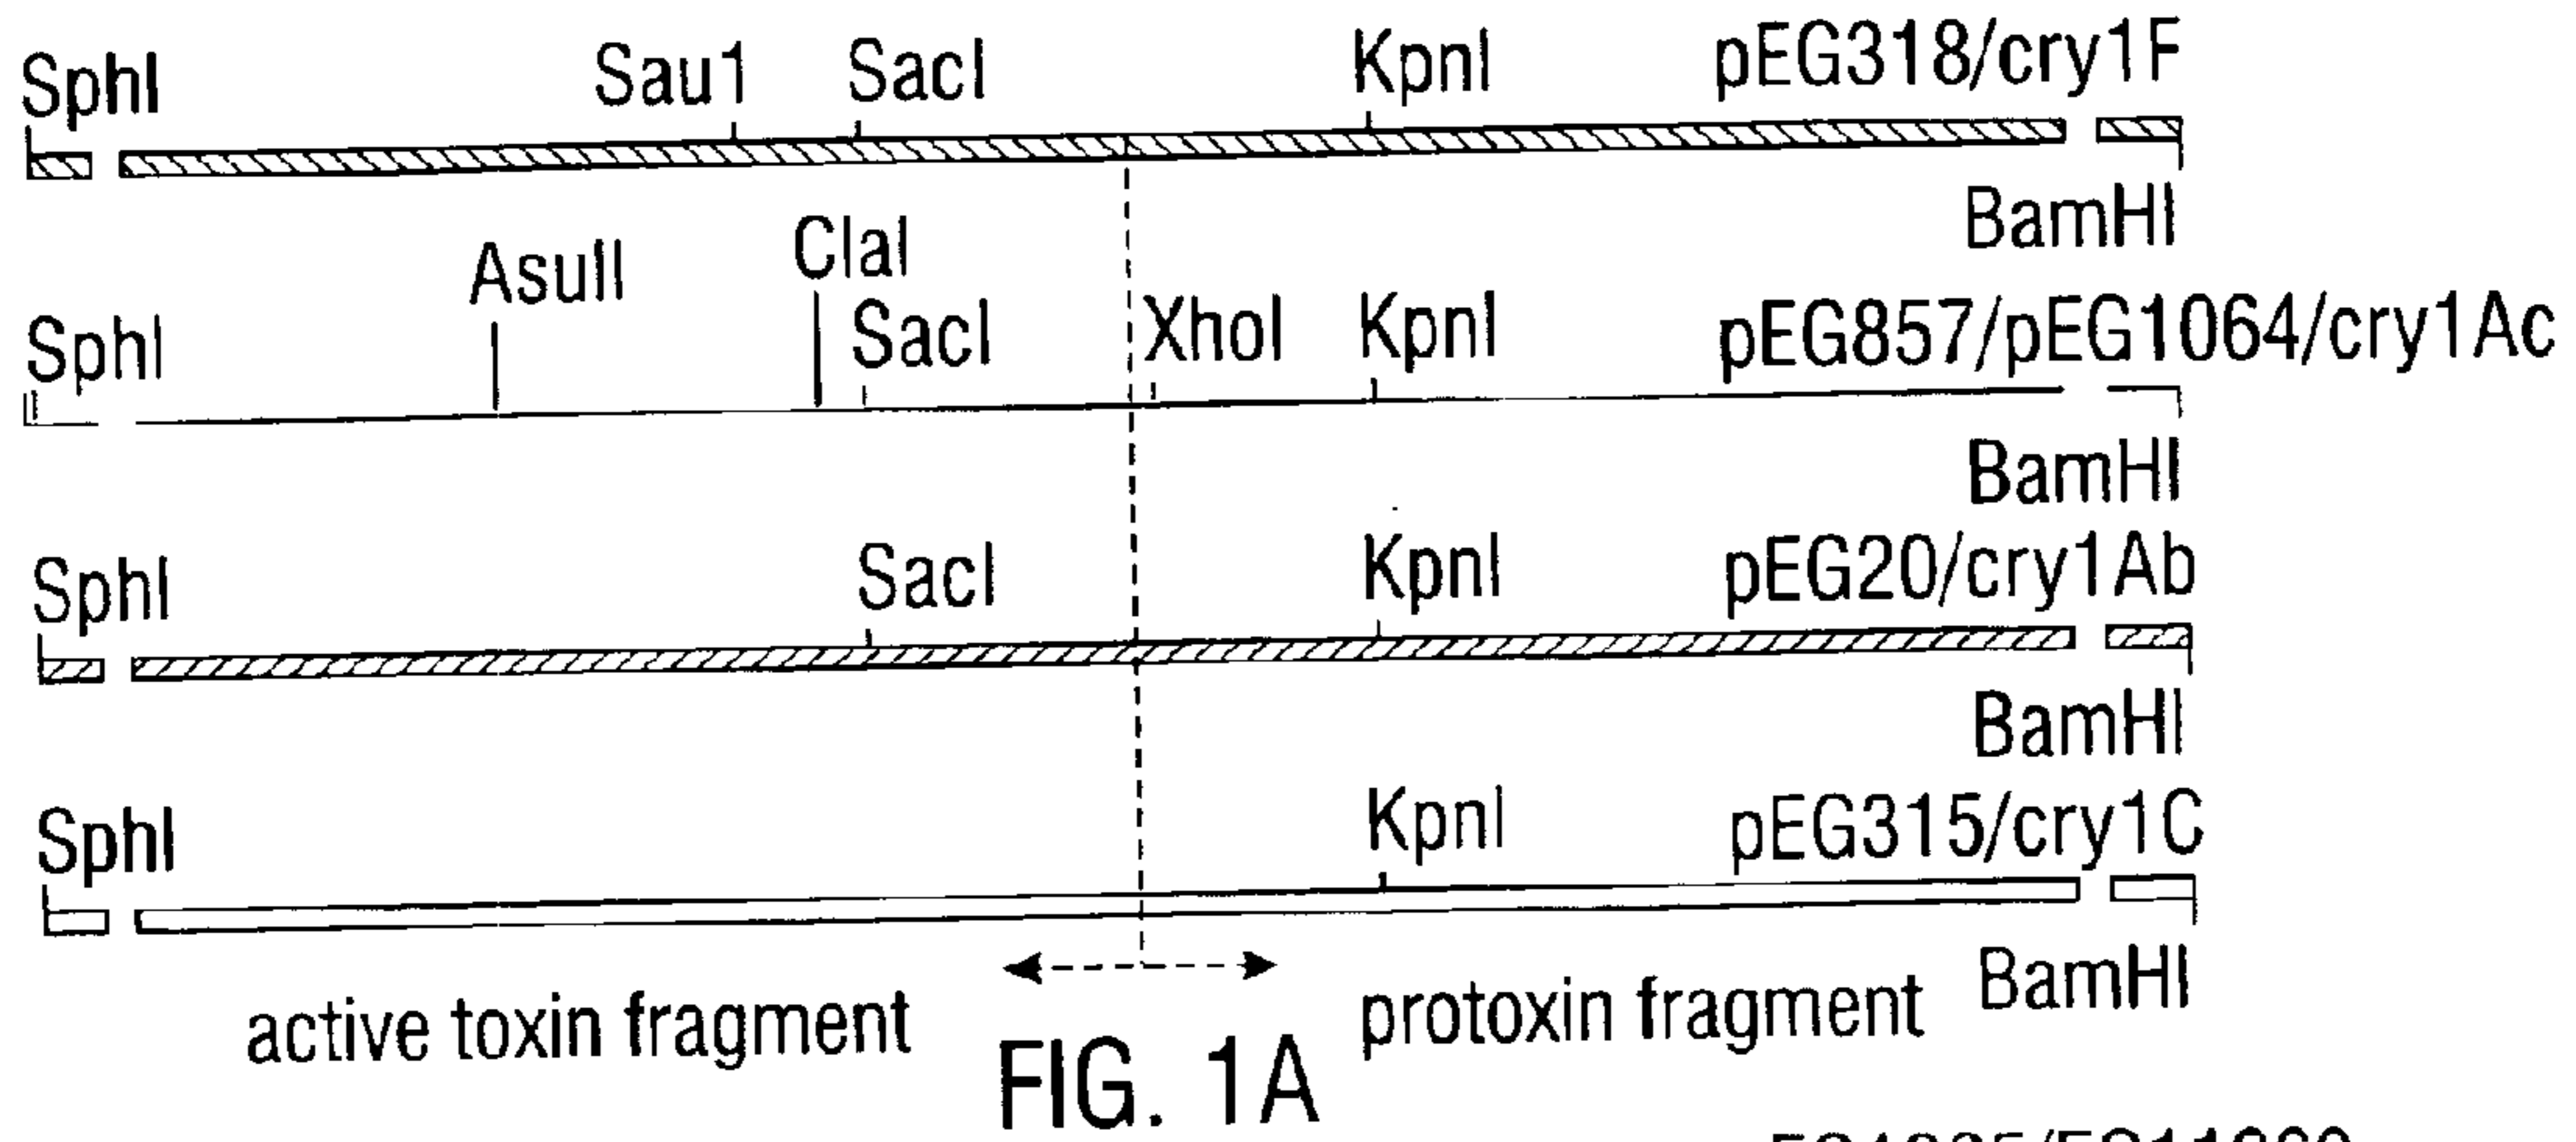 SphI Sau1 SacI KpnI pEG318/cry1F
BamHI
AsuII ClaI
SphI SacI XhoI KpnI pEG857/pEG1064/cry1Ac
BamHI
SphI SacI KpnI pEG20/cry1Ab
BamHI
SphI KpnI pEG315/cry1C
BamHI
active toxin fragment protoxin fragment
FIG. 1A